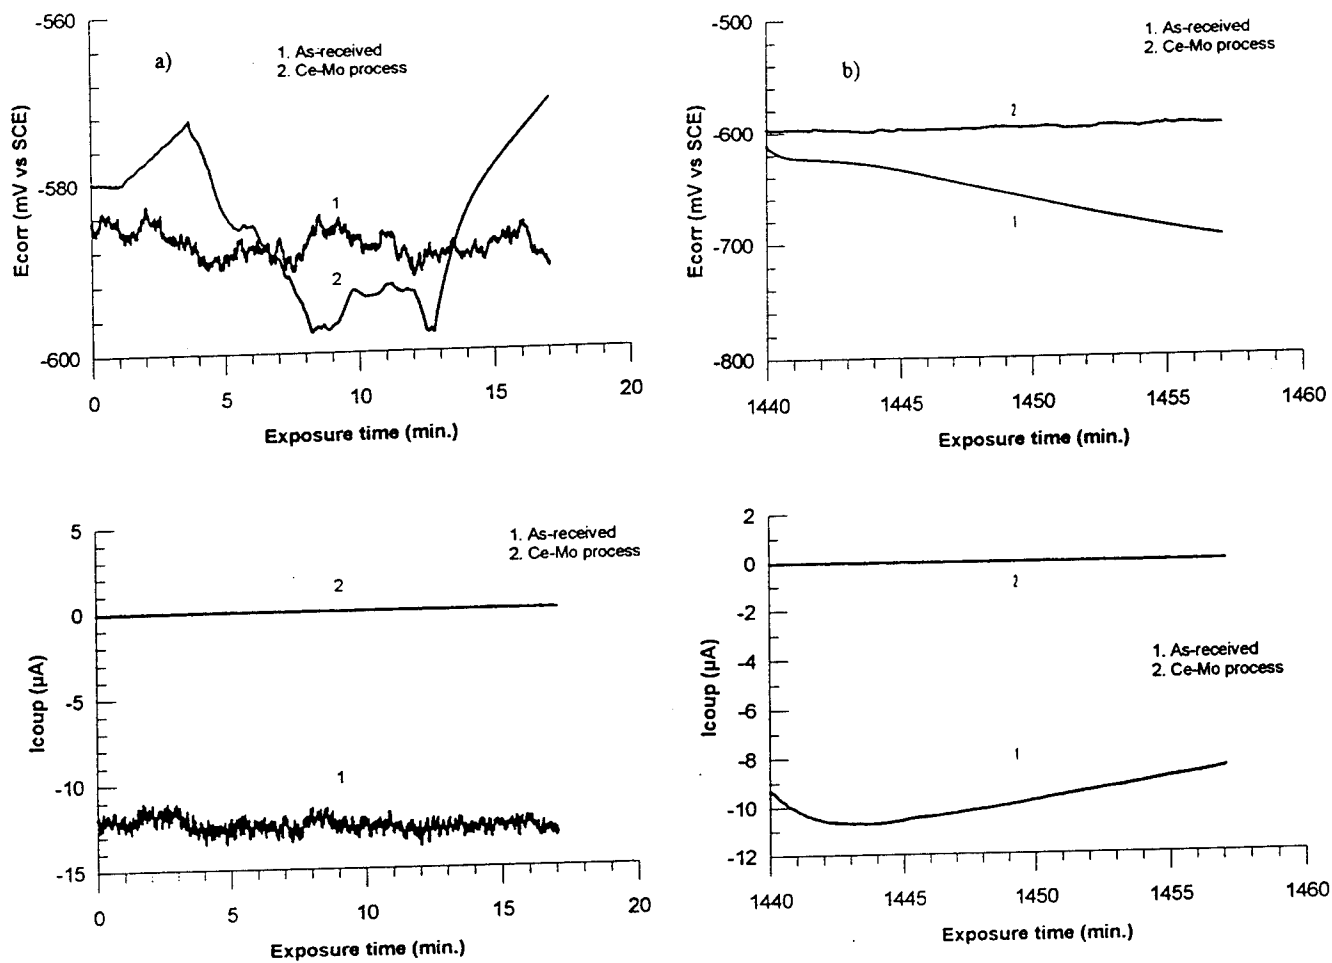 -560
1. As-received
2. Ce-Mo process
a)
-580
-600
1
2
Ecorr (mV vs SCE)
0
5
10
15
20
Exposure time (min.)
-500
1. As-received
2. Ce-Mo process
b)
-600
-700
-800
2
1
Ecorr (mV vs SCE)
1440
1445
1450
1455
1460
Exposure time (min.)
5
1. As-received
2. Ce-Mo process
0
-5
-10
-15
2
1
Icoup (µA)
0
5
10
15
20
Exposure time (min.)
2
0
-2
-4
-6
-8
-10
-12
2
1. As-received
2. Ce-Mo process
1
Icoup (µA)
1440
1445
1450
1455
1460
Exposure time (min.)